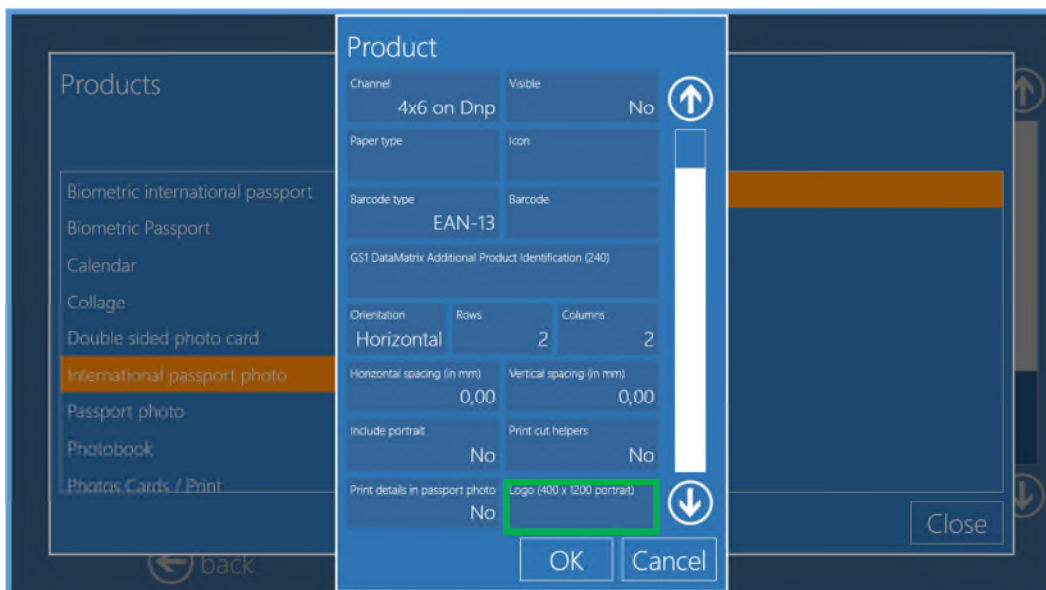 Products
Biometric international passport
Biometric Passport
Calendar
Collage
Double sided photo card
International passport photo
Passport photo
Photobook
Photos Cards / Print
back
Close
Product
Channel
4x6 on Dnp
Visible
No
Paper type
Icon
Barcode type
EAN-13
Barcode
GS1 DataMatrix Additional Product Identification (240)
Orientation
Horizontal
Rows
2
Columns
2
Horizontal spacing (in mm)
0,00
Vertical spacing (in mm)
0,00
Include portrait
No
Print cut helpers
No
Print details in passport photo
No
Logo (400 x 1200 portrait)
OK
Cancel